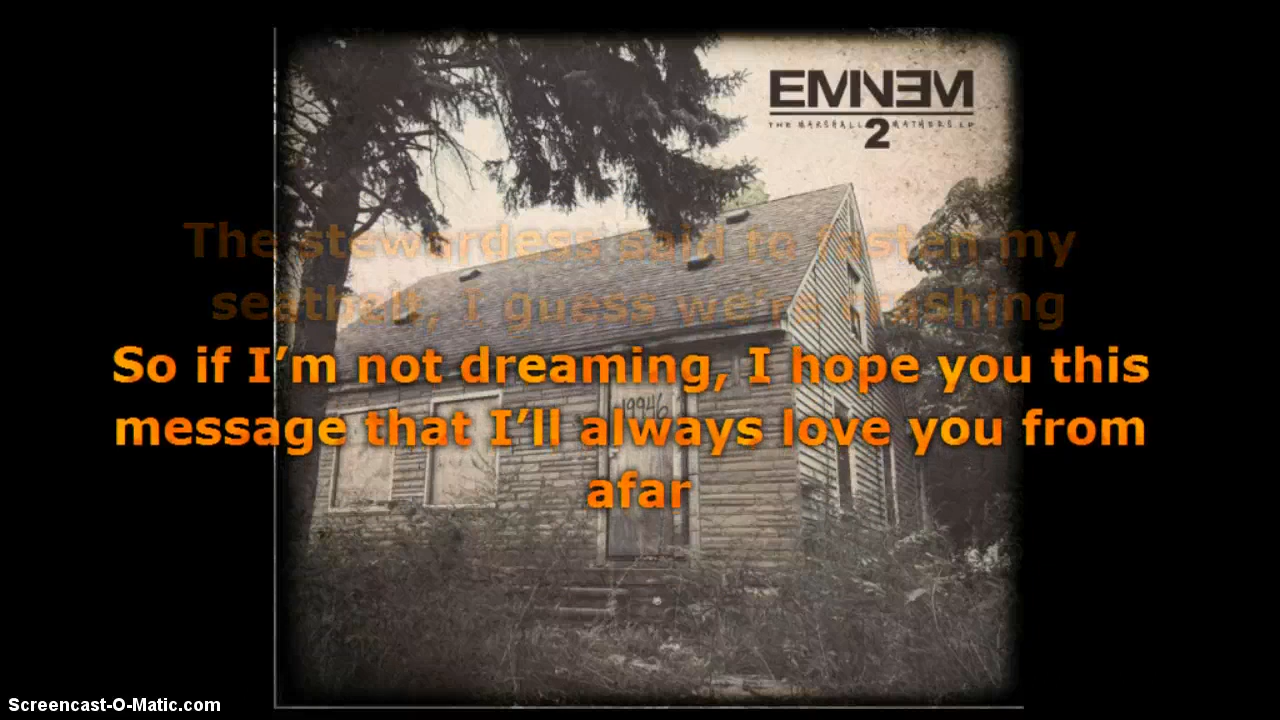 EMINEM
THE MARSHALL MATHERS LP
2
The stewardess said to fasten my
seatbelt, I guess we're crashing
So if I’m not dreaming, I hope you this
message that I’ll always love you from
afar
19946
Screencast-O-Matic.com